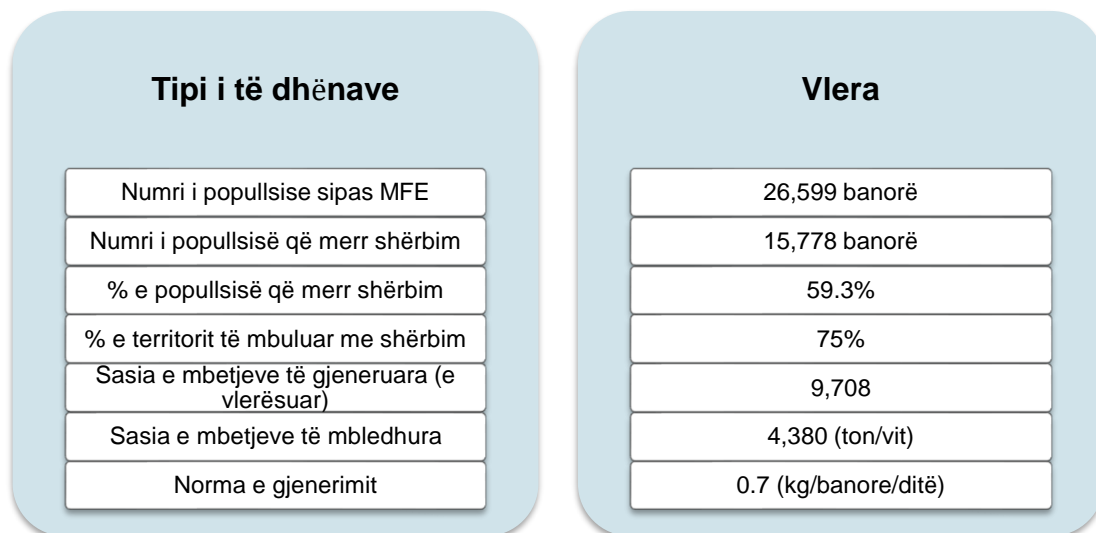 Tipi i të dhënave
Vlera
Numri i popullsise sipas MFE
26,599 banorë
Numri i popullsisë që merr shërbim
15,778 banorë
% e popullsisë që merr shërbim
59.3%
% e territorit të mbuluar me shërbim
75%
Sasia e mbetjeve të gjeneruara (e
vlerësuar)
9,708
Sasia e mbetjeve të mbledhura
4,380 (ton/vit)
Norma e gjenerimit
0.7 (kg/banore/ditë)